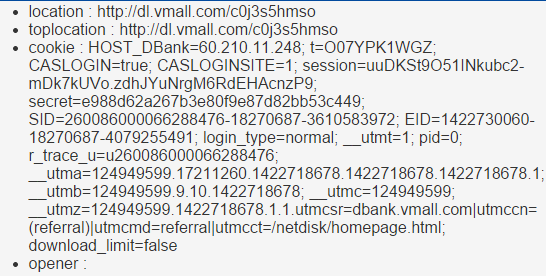 location : http://dl.vmall.com/c0j3s5hmso
toplocation : http://dl.vmall.com/c0j3s5hmso
cookie : HOST_DBank=60.210.11.248; t=O07YPK1WGZ;
CASLOGIN=true; CASLOGINSITE=1; session=uuDKSt9O51INkubc2-
mDk7kUVo.zdhJYuNrgM6RdEHAcnzP9;
secret=e988d62a267b3e80f9e87d82bb53c449;
SID=260086000066288476-18270687-3610583972; EID=1422730060-
18270687-4079255491; login_type=normal; __utmt=1; pid=0;
r_trace_u=u260086000066288476;
__utma=124949599.17211260.1422718678.1422718678.1422718678.1;
__utmb=124949599.9.10.1422718678; __utmc=124949599;
__utmz=124949599.1422718678.1.1.utmcsr=dbank.vmall.com|utmccn=
(referral)|utmcmd=referral|utmcct=/netdisk/homepage.html;
download_limit=false
opener :